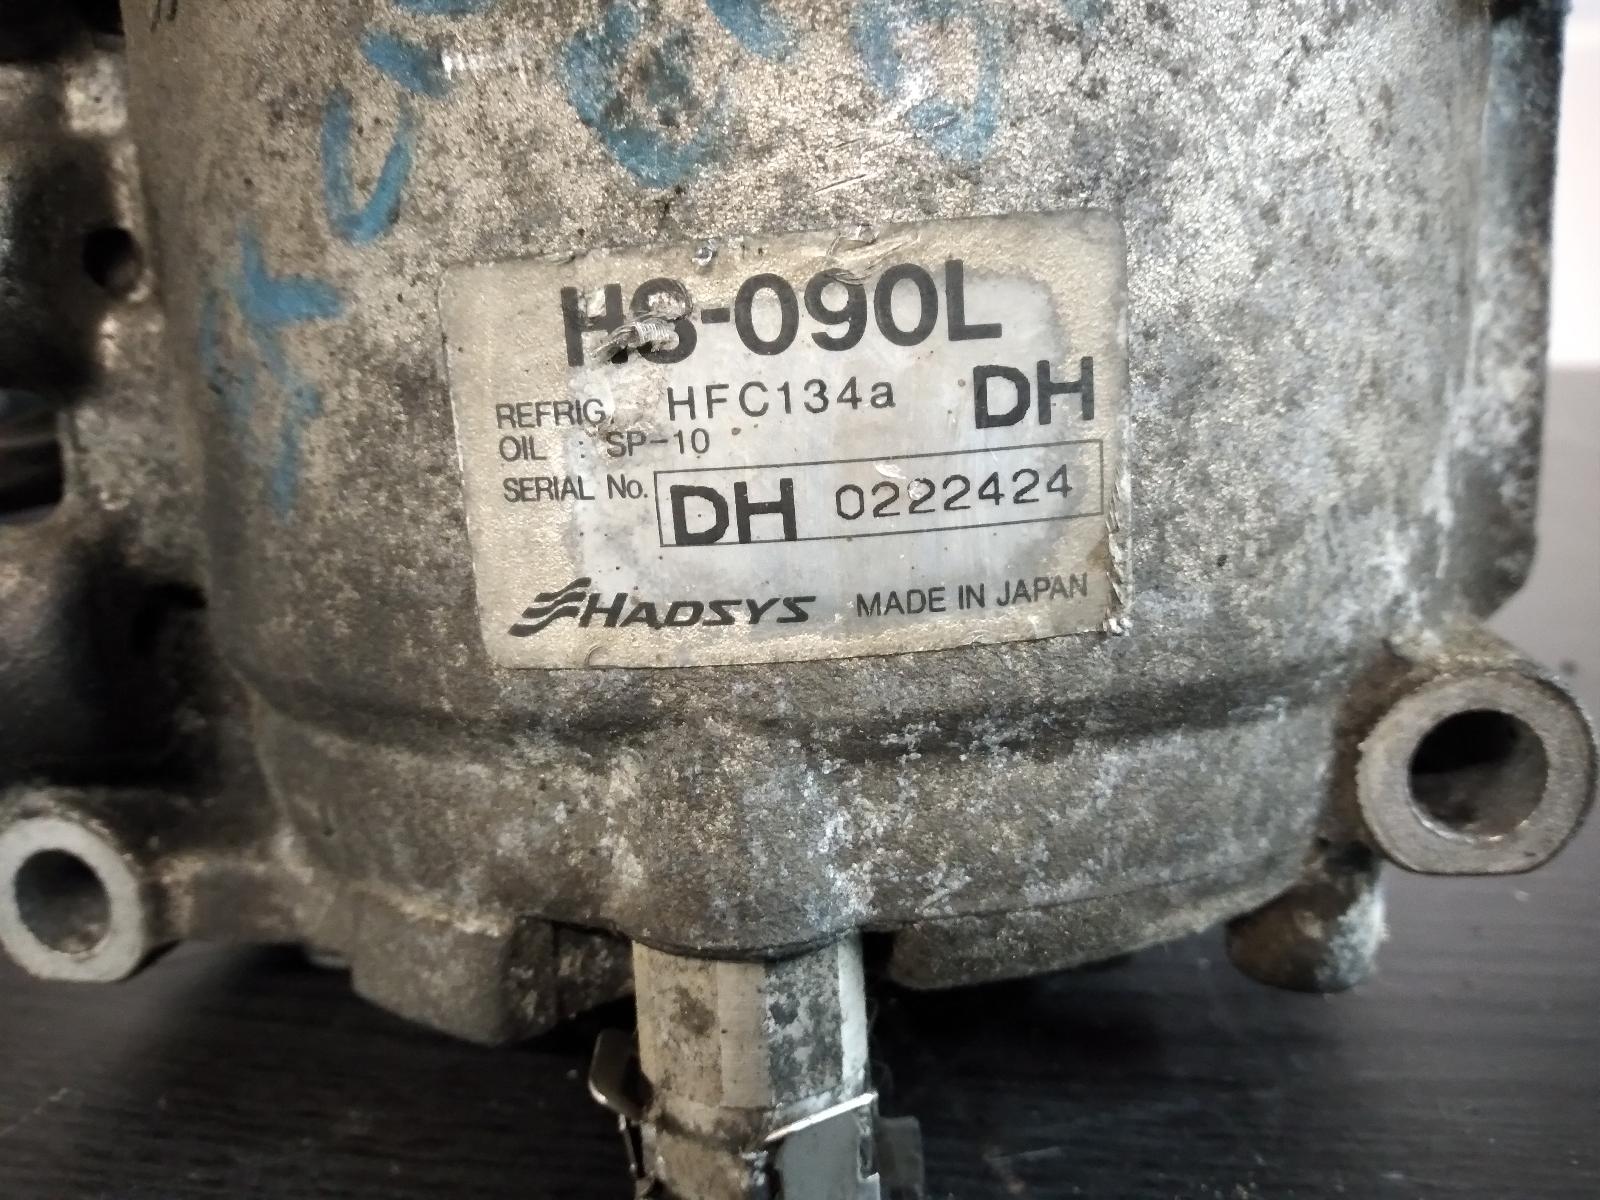 HS-090L
REFRIG. HFC134a DH
OIL : SP-10
SERIAL No. DH 0222424
HADSYS MADE IN JAPAN